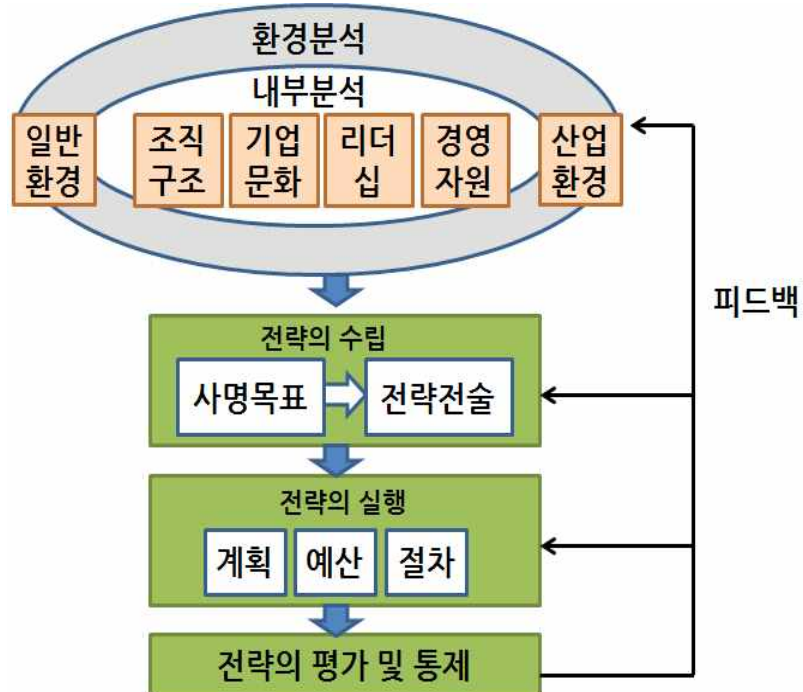 환경분석
내부분석
일반
환경
조직
구조
기업
문화
리더
십
경영
자원
산업
환경
피드백
전략의 수립
사명목표
전략전술
전략의 실행
계획
예산
절차
전략의 평가 및 통제